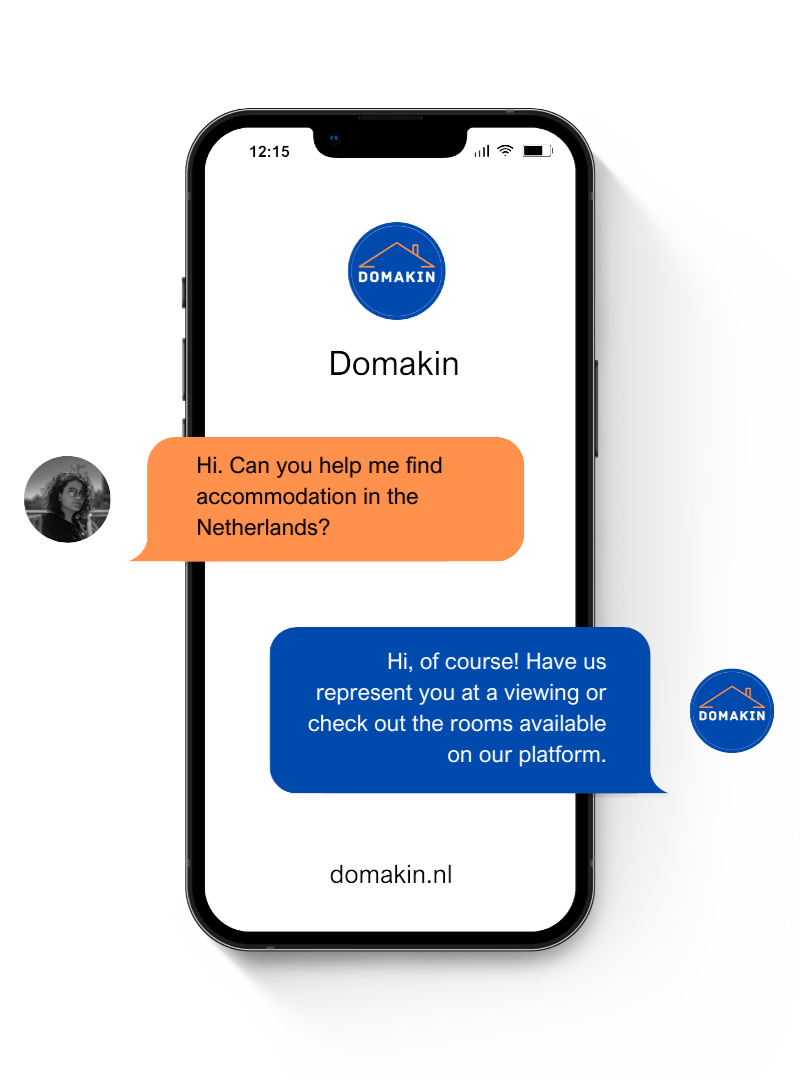 12:15
DOMAKIN
Domakin
Hi. Can you help me find
accommodation in the
Netherlands?
Hi, of course! Have us
represent you at a viewing or
check out the rooms available
on our platform.
DOMAKIN
domakin.nl